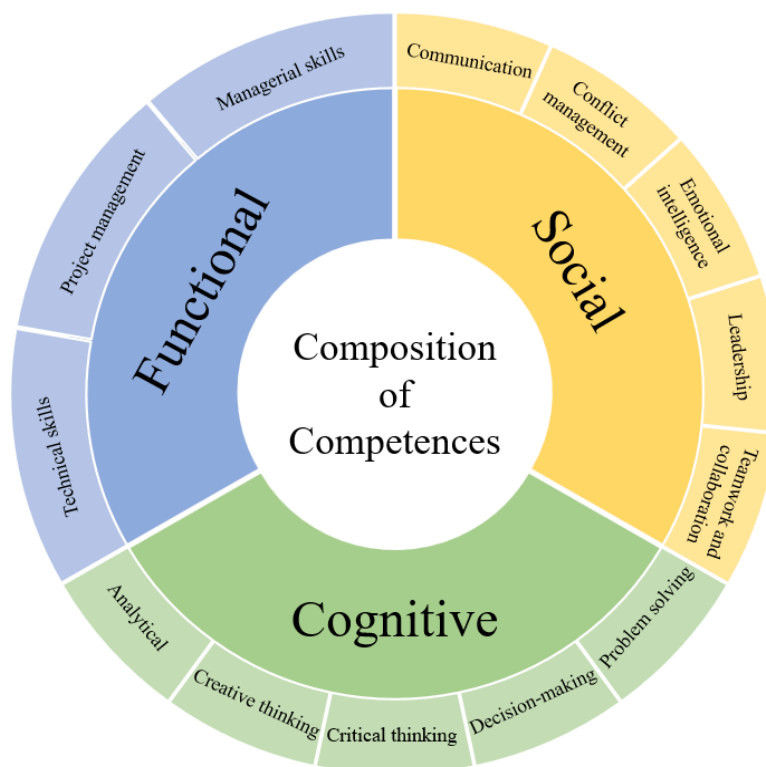 Composition
of
Competences
Social
Communication
Conflict
management
Emotional
intelligence
Leadership
Teamwork and
collaboration
Cognitive
Problem solving
Decision-making
Critical thinking
Creative thinking
Analytical
Functional
Technical skills
Project management
Managerial skills